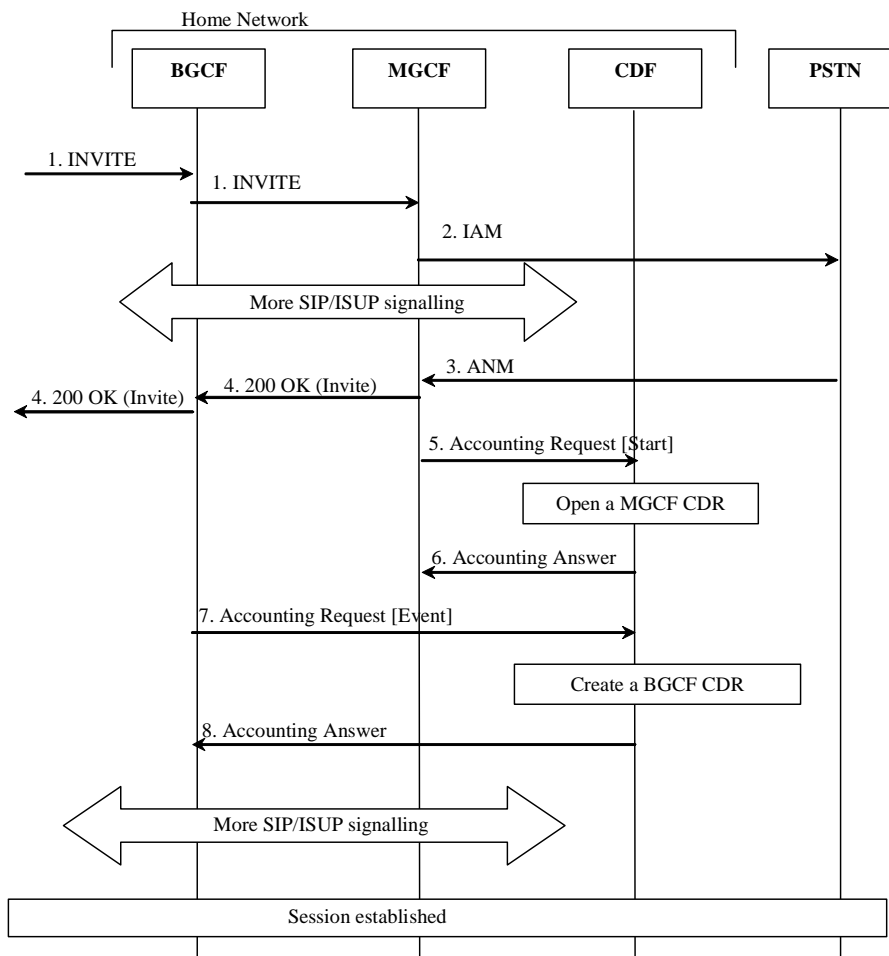 Home Network
BGCF
MGCF
CDF
PSTN
1. INVITE
1. INVITE
2. IAM
More SIP/ISUP signalling
3. ANM
4. 200 OK (Invite)
4. 200 OK (Invite)
5. Accounting Request [Start]
Open a MGCF CDR
6. Accounting Answer
7. Accounting Request [Event]
Create a BGCF CDR
8. Accounting Answer
More SIP/ISUP signalling
Session established